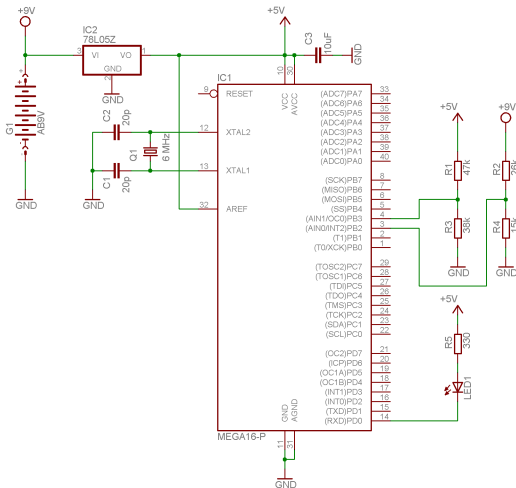 +9V
+5V
IC2
78L05Z
3
VI
VO
1
GND
2
GND
C3
10uF
GND
G1
AB9V
GND
C2
20p
Q1
6 MHz
C1
20p
GND
IC1
10
30
VCC
AVCC
9
RESET
12
XTAL2
13
XTAL1
32
AREF
(ADC7)PA7
33
(ADC6)PA6
34
(ADC5)PA5
35
(ADC4)PA4
36
(ADC3)PA3
37
(ADC2)PA2
38
(ADC1)PA1
39
(ADC0)PA0
40
(SCK)PB7
8
(MISO)PB6
7
(MOSI)PB5
6
(SS)PB4
5
(AIN1/OC0)PB3
4
(AIN0/INT2)PB2
3
(T1)PB1
2
(T0/XCK)PB0
1
(TOSC2)PC7
29
(TOSC1)PC6
28
(TDI)PC5
27
(TDO)PC4
26
(TMS)PC3
25
(TCK)PC2
24
(SDA)PC1
23
(SCL)PC0
22
(OC2)PD7
21
(ICP)PD6
20
(OC1A)PD5
19
(OC1B)PD4
18
(INT1)PD3
17
(INT0)PD2
16
(TXD)PD1
15
(RXD)PD0
14
GND
AGND
11
31
MEGA16-P
GND
+5V
+9V
R1
47k
R2
R3
R4
15k
GND
GND
+5V
R5
330
LED1